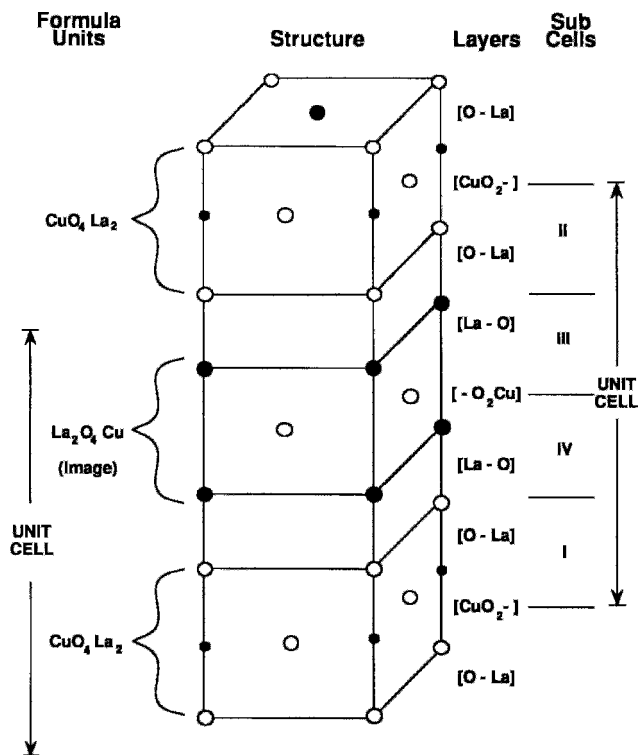 Formula
Units
Structure
Layers
Sub
Cells
[O - La]
[CuO₂- ]
CuO₄ La₂
II
[O - La]
[La - O]
III
UNIT
CELL
[ - O₂Cu]
La₂O₄ Cu
(Image)
IV
[La - O]
UNIT
CELL
[O - La]
I
[CuO₂- ]
CuO₄ La₂
[O - La]